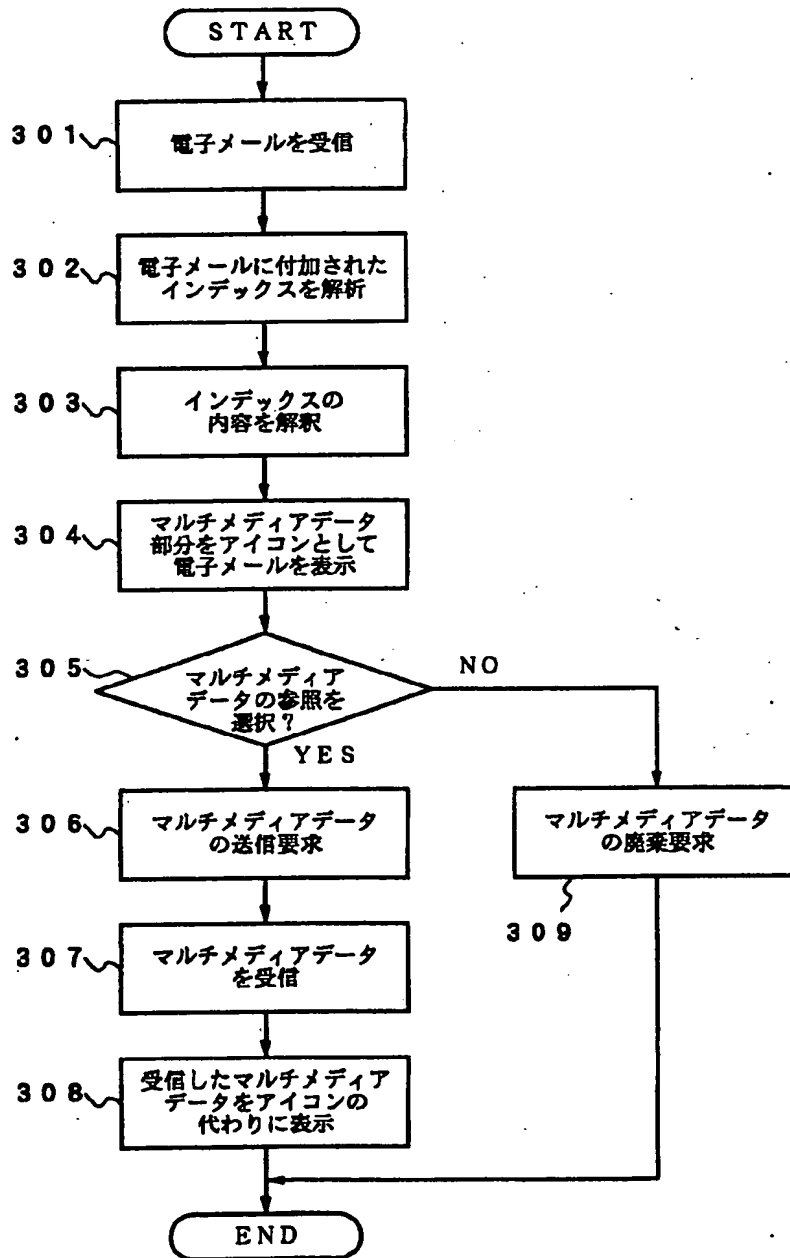 START
301
電子メールを受信
302
電子メールに付加された
インデックスを解析
303
インデックスの
内容を解釈
304
マルチメディアデータ
部分をアイコンとして
電子メールを表示
305
マルチメディア
データの参照を
選択?
NO
YES
306
マルチメディアデータ
の送信要求
マルチメディアデータ
の廃棄要求
309
307
マルチメディアデータ
を受信
308
受信したマルチメディア
データをアイコンの
代わりに表示
END